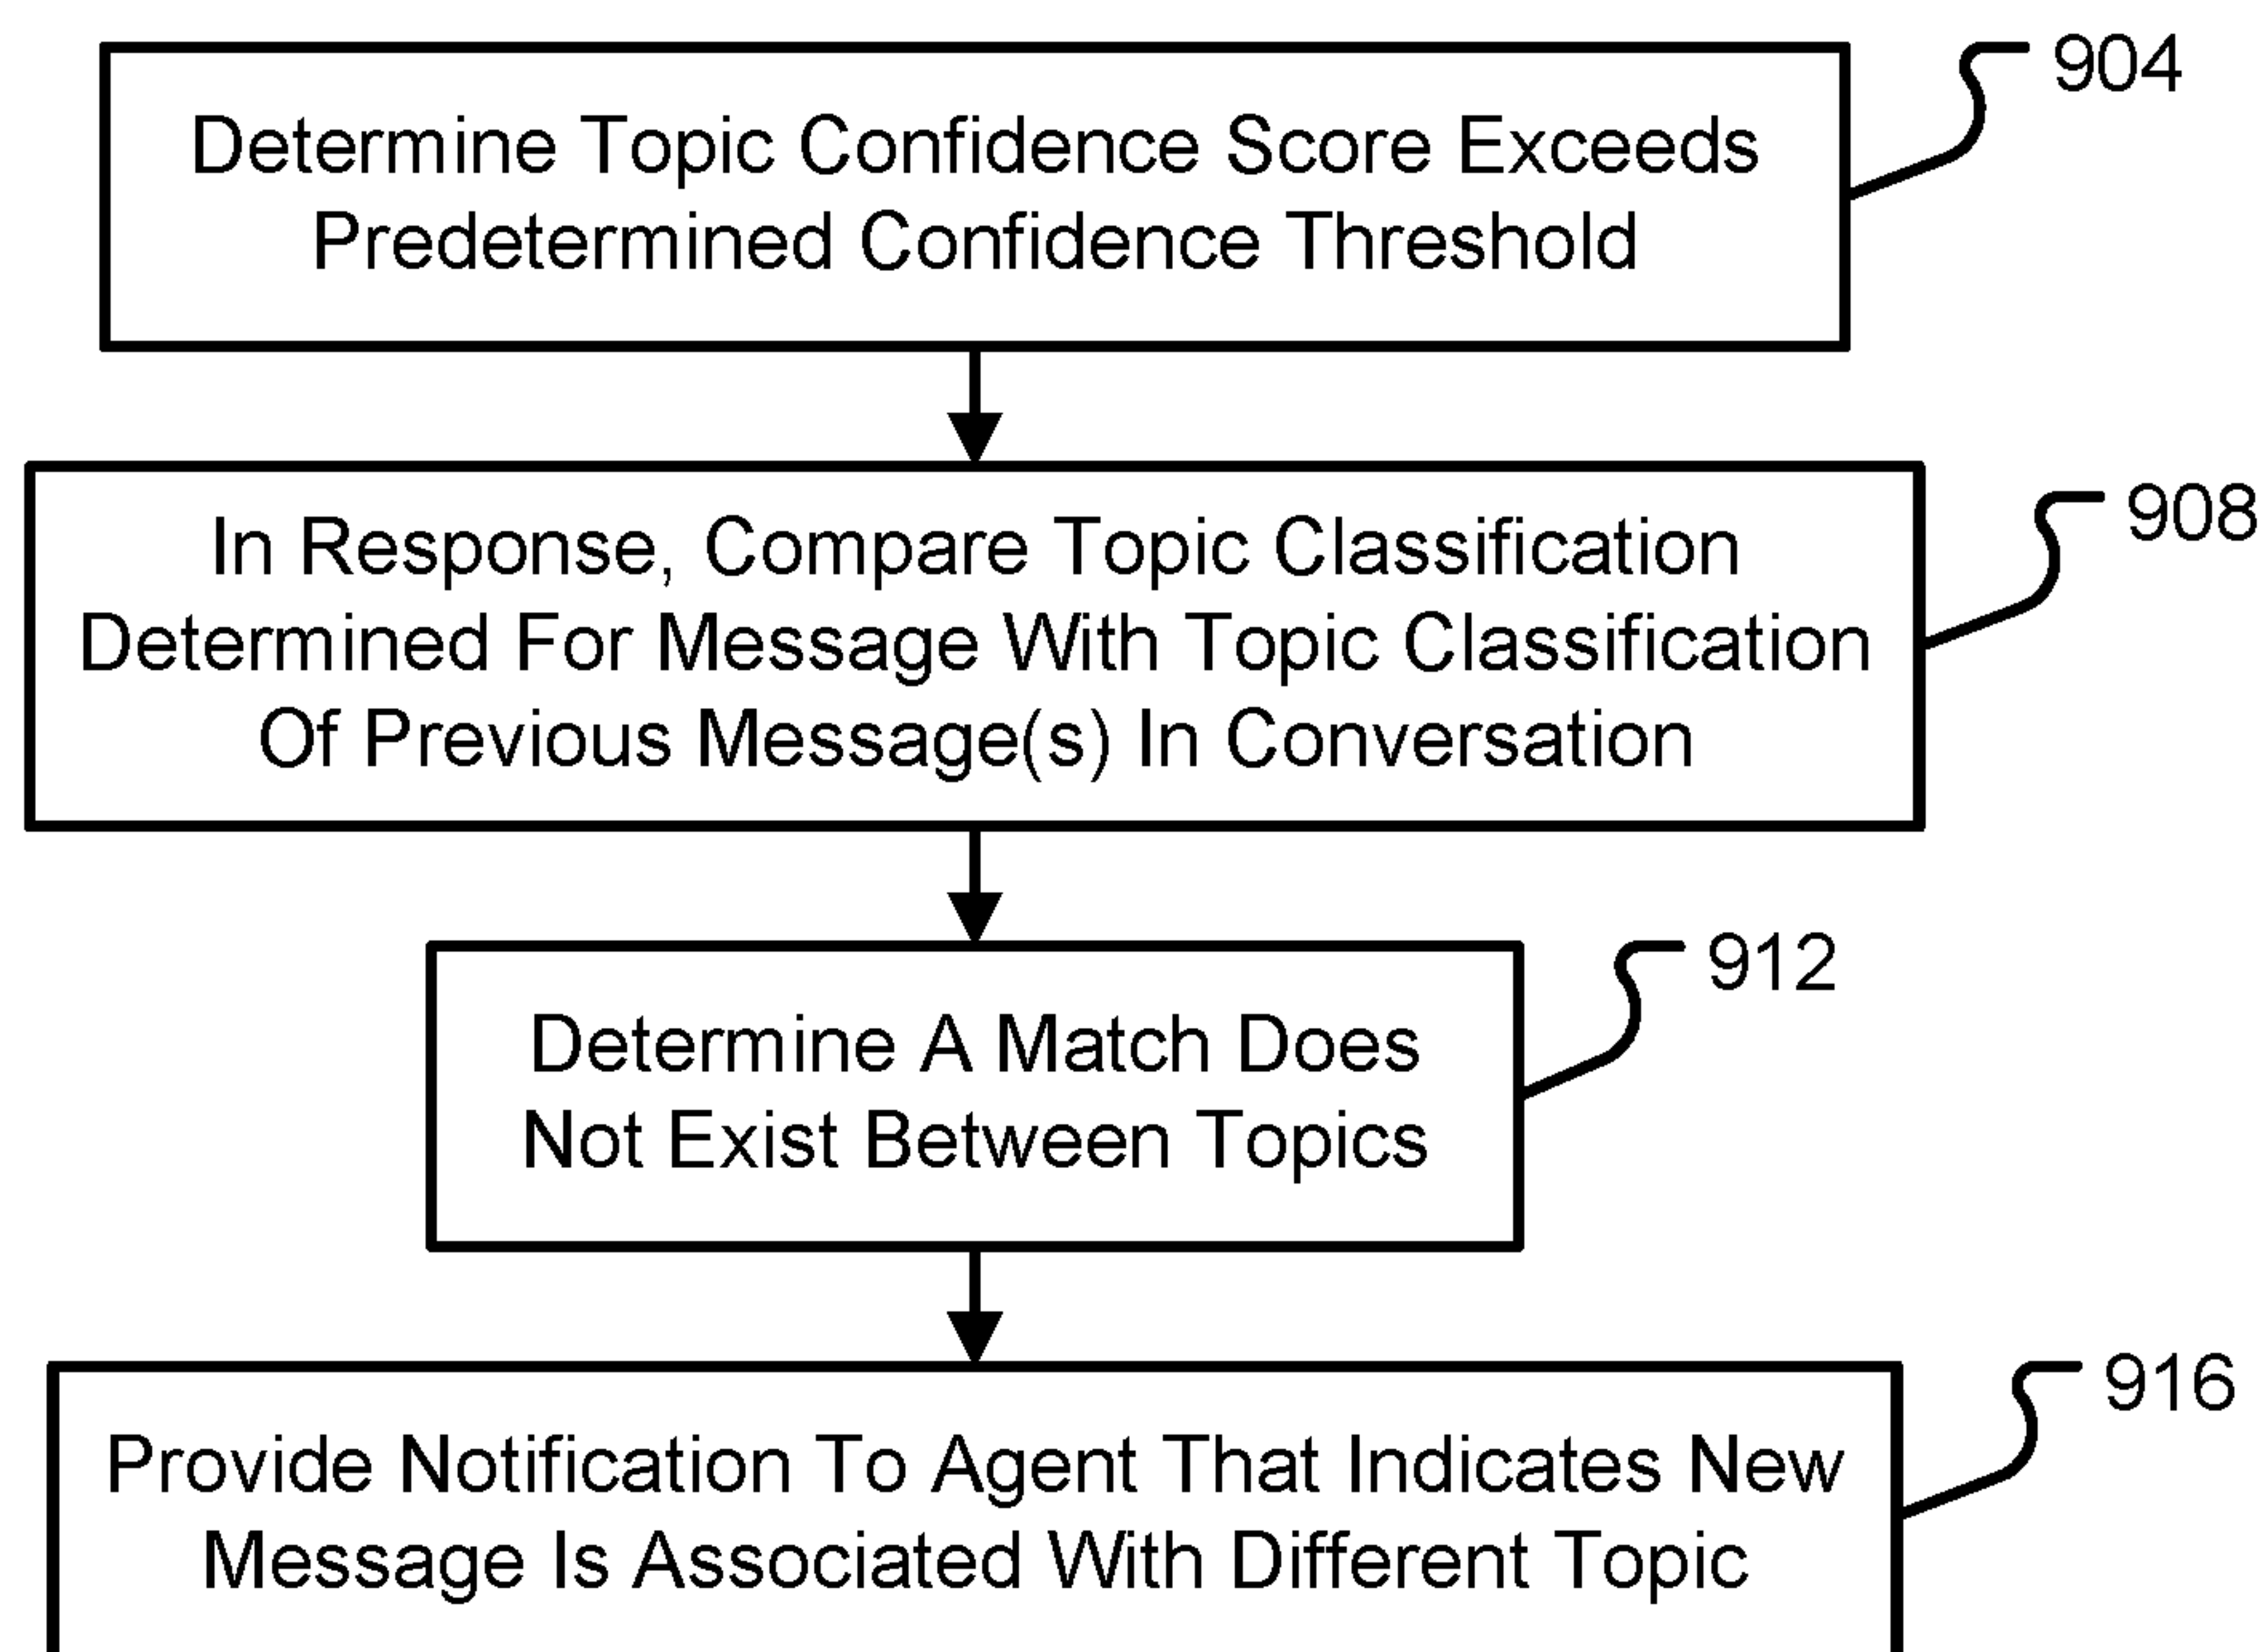 904
Determine Topic Confidence Score Exceeds
Predetermined Confidence Threshold
908
In Response, Compare Topic Classification
Determined For Message With Topic Classification
Of Previous Message(s) In Conversation
912
Determine A Match Does
Not Exist Between Topics
916
Provide Notification To Agent That Indicates New
Message Is Associated With Different Topic